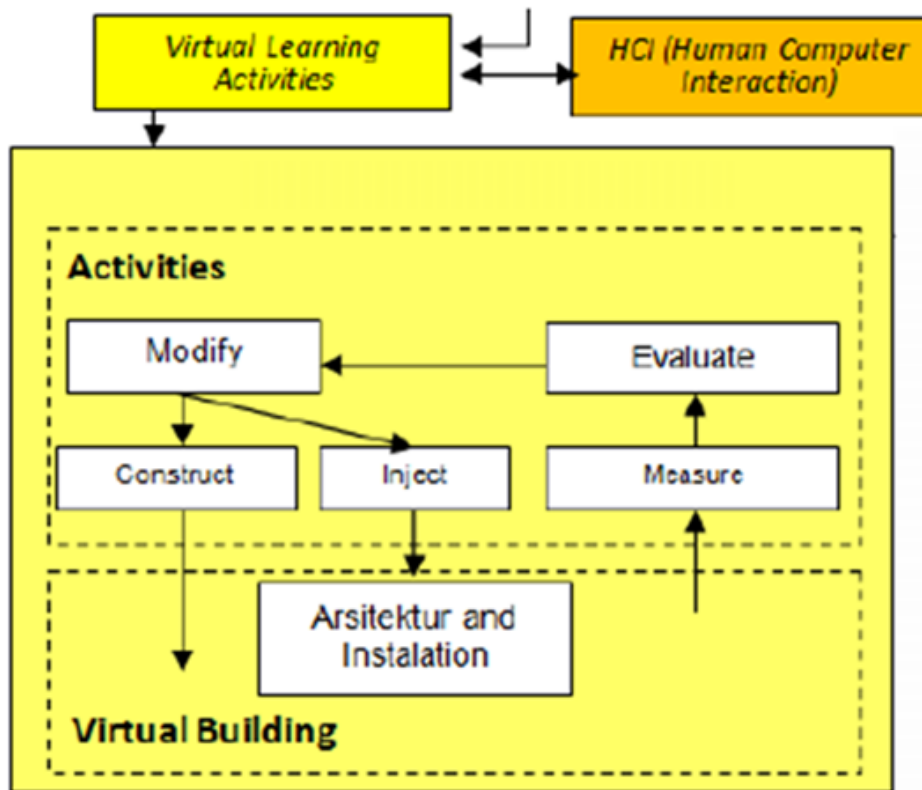 Virtual Learning
Activities
HCI (Human Computer
Interaction)
Activities
Modify
Evaluate
Construct
Inject
Measure
Arsitektur and
Instalation
Virtual Building